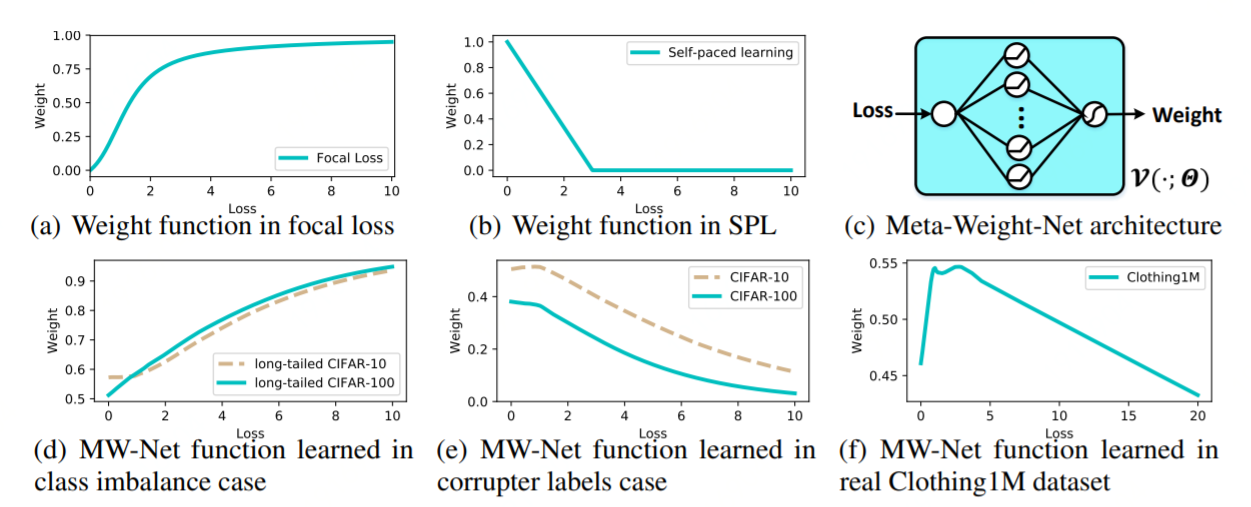 1.00
0.75
0.50
0.25
0.00
Weight
Focal Loss
0 2 4 6 8 10
Loss
(a) Weight function in focal loss
1.0
0.8
0.6
0.4
0.2
0.0
Weight
Self-paced learning
0 2 4 6 8 10
Loss
(b) Weight function in SPL
Loss
Weight
𝓥(·; Θ)
(c) Meta-Weight-Net architecture
0.9
0.8
0.7
0.6
0.5
Weight
long-tailed CIFAR-10
long-tailed CIFAR-100
0 2 4 6 8 10
Loss
(d) MW-Net function learned in
class imbalance case
0.4
0.2
0.0
Weight
CIFAR-10
CIFAR-100
0 2 4 6 8 10
Loss
(e) MW-Net function learned in
corrupter labels case
0.55
0.50
0.45
Weight
Clothing1M
0 5 10 15 20
Loss
(f) MW-Net function learned in
real Clothing1M dataset